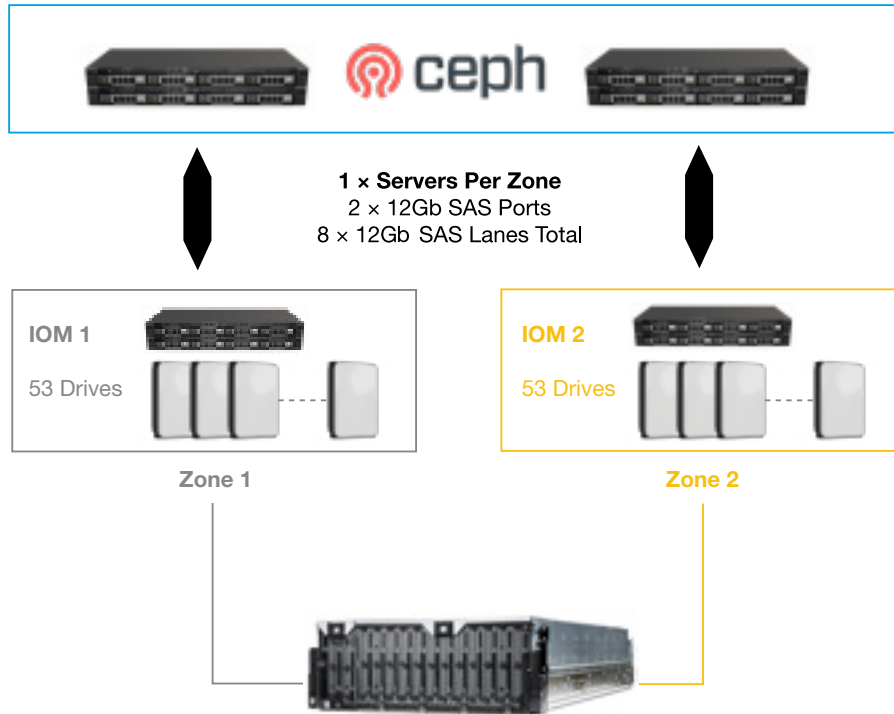 ceph
1 × Servers Per Zone
2 × 12Gb SAS Ports
8 × 12Gb SAS Lanes Total
IOM 1
53 Drives
Zone 1
IOM 2
53 Drives
Zone 2